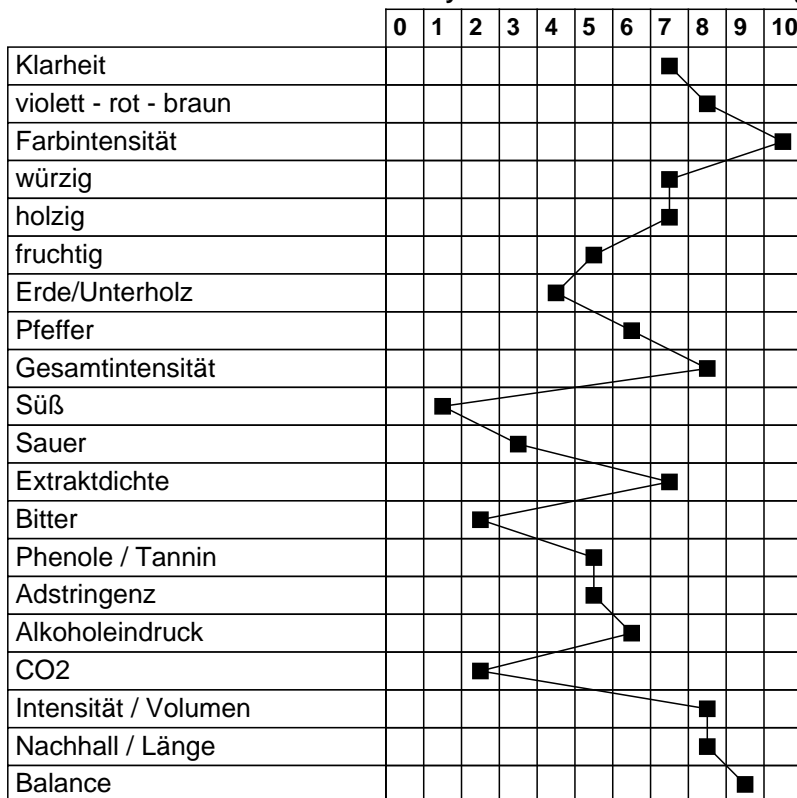 0 1 2 3 4 5 6 7 8 9 10
Klarheit
violett - rot - braun
Farbintensität
würzig
holzig
fruchtig
Erde/Unterholz
Pfeffer
Gesamtintensität
Süß
Sauer
Extraktdichte
Bitter
Phenole / Tannin
Adstringenz
Alkoholeindruck
CO2
Intensität / Volumen
Nachhall / Länge
Balance